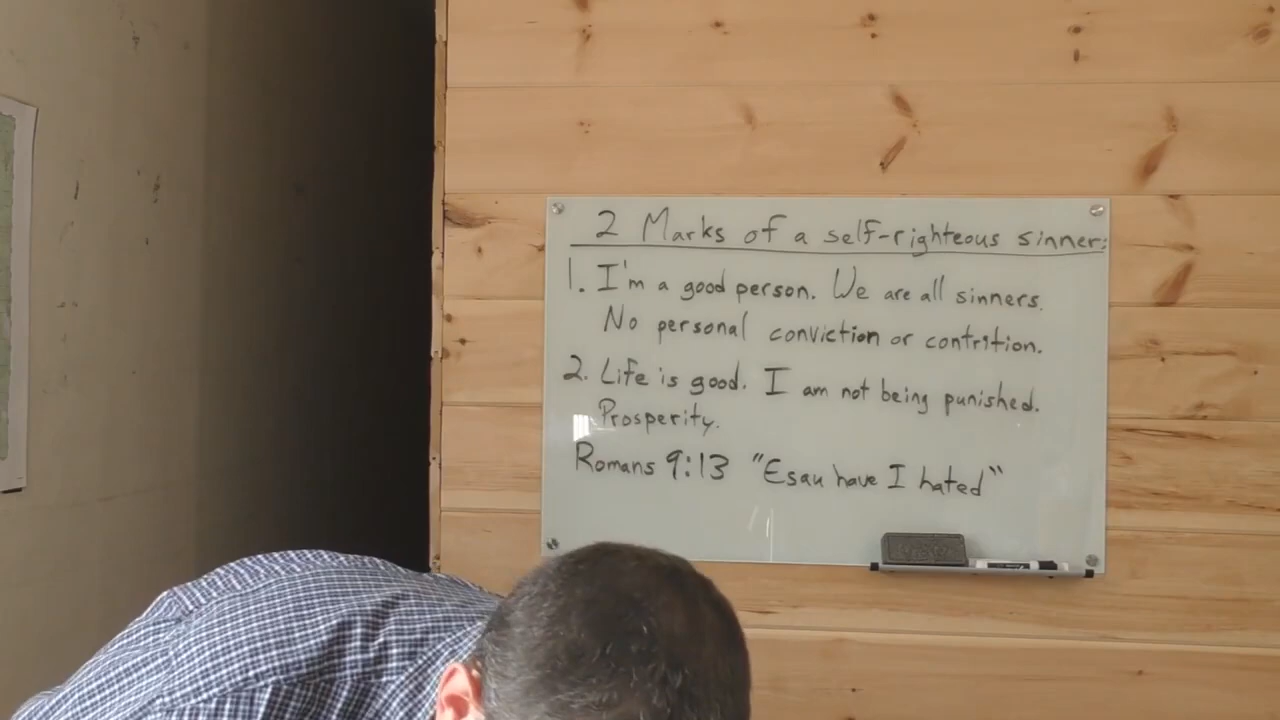 2 Marks of a self-righteous sinner:
1. I'm a good person. We are all sinners.
No personal conviction or contrition.
2. Life is good. I am not being punished.
Prosperity.
Romans 9:13 "Esau have I hated"